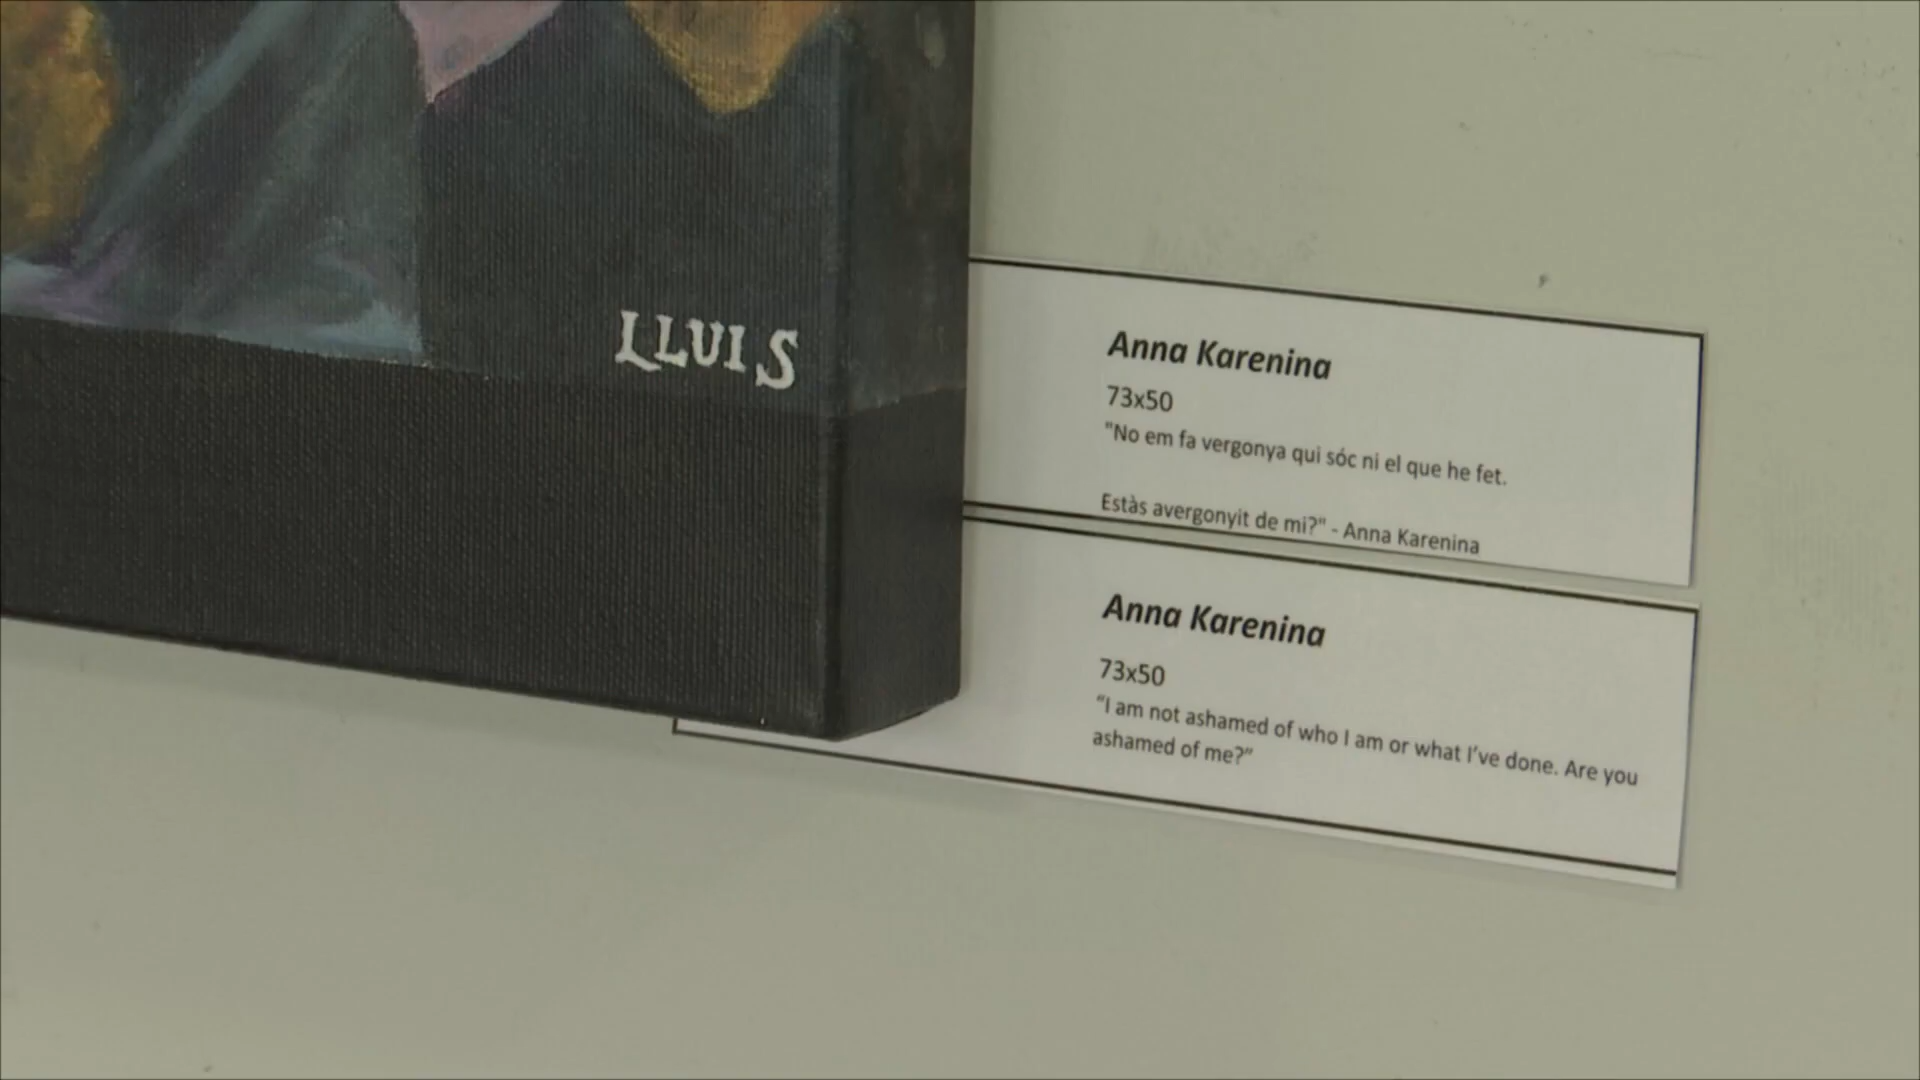 LLUIS
Anna Karenina
73x50
"No em fa vergonya qui sóc ni el que he fet.
Estàs avergonyit de mi?" - Anna Karenina
Anna Karenina
73x50
“I am not ashamed of who I am or what I’ve done. Are you
ashamed of me?”